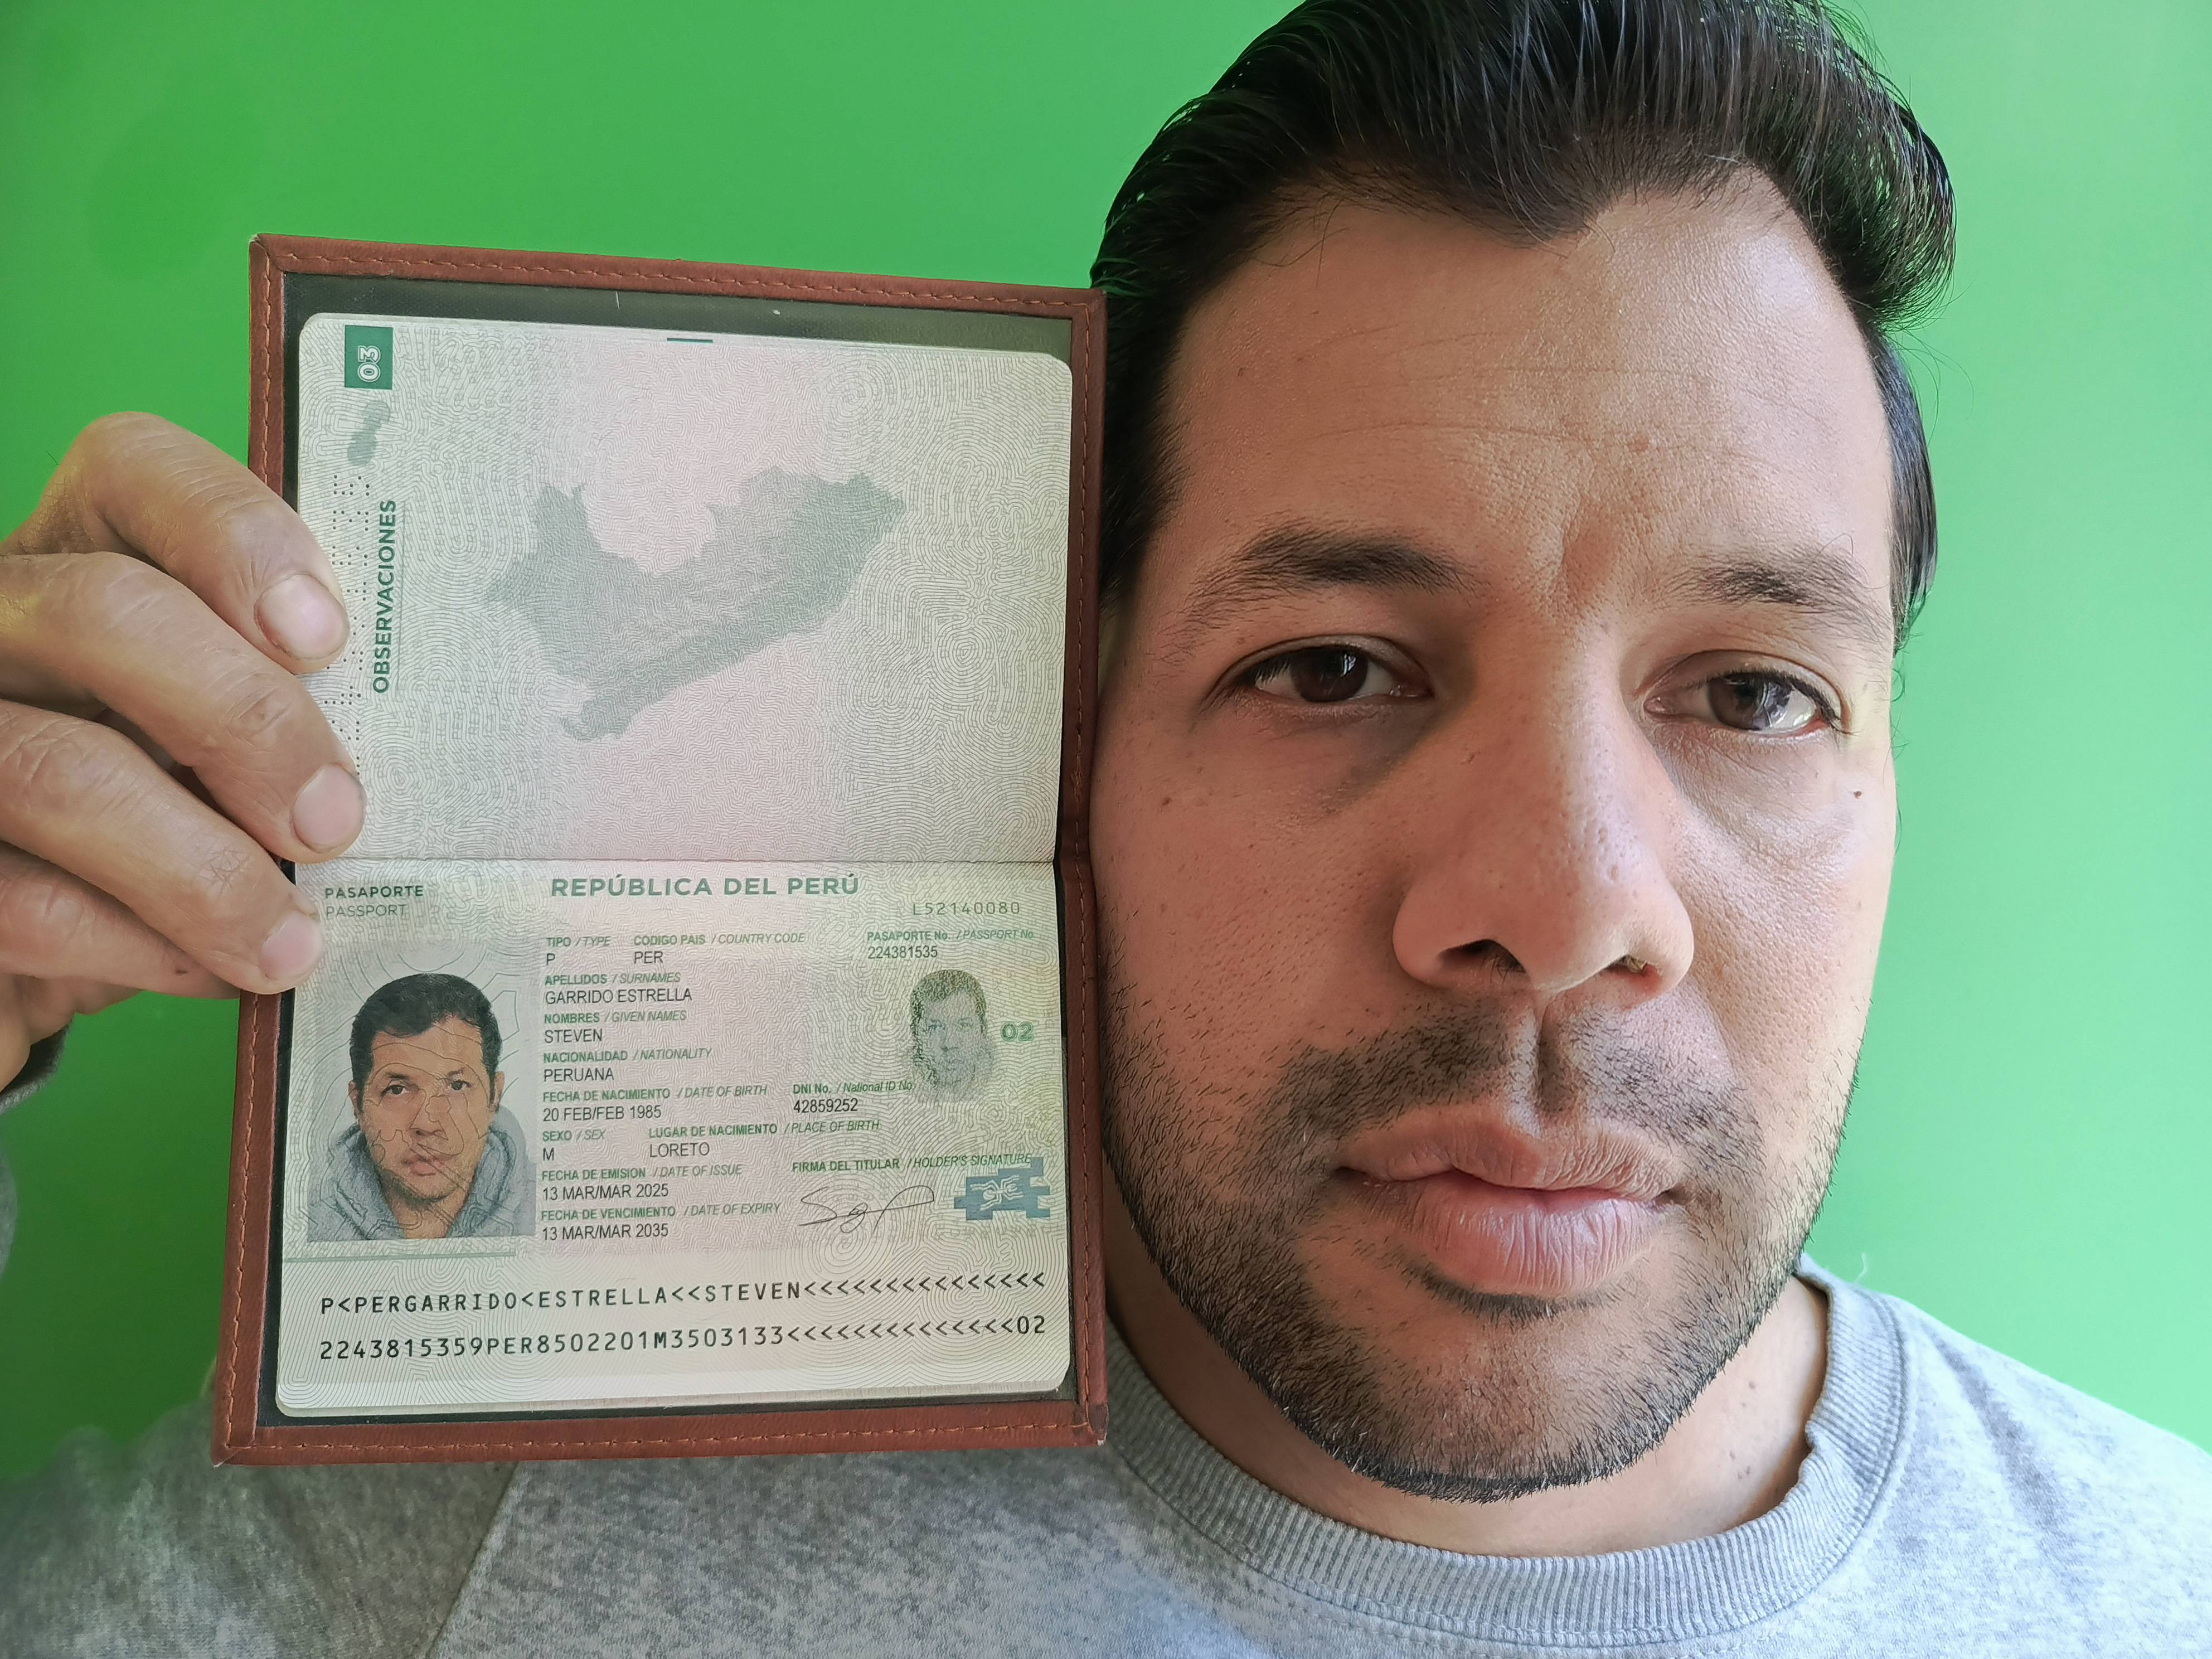 03
OBSERVACIONES
PASAPORTE
PASSPORT
REPÚBLICA DEL PERÚ
L52140080
TIPO / TYPE CODIGO PAIS / COUNTRY CODE PASAPORTE No. / PASSPORT No.
P PER 224381535
APELLIDOS / SURNAMES
GARRIDO ESTRELLA
NOMBRES / GIVEN NAMES
STEVEN
02
NACIONALIDAD / NATIONALITY
PERUANA
FECHA DE NACIMIENTO / DATE OF BIRTH DNI No. / National ID No.
20 FEB/FEB 1985 42859252
SEXO / SEX LUGAR DE NACIMIENTO / PLACE OF BIRTH
M LORETO
FECHA DE EMISION / DATE OF ISSUE FIRMA DEL TITULAR / HOLDER'S SIGNATURE
13 MAR/MAR 2025
FECHA DE VENCIMIENTO / DATE OF EXPIRY
13 MAR/MAR 2035
P<PERGARRIDO<ESTRELLA<<STEVEN<<<<<<<<<<<<<<<
2243815359PER8502201M3503133<<<<<<<<<<<<<<02